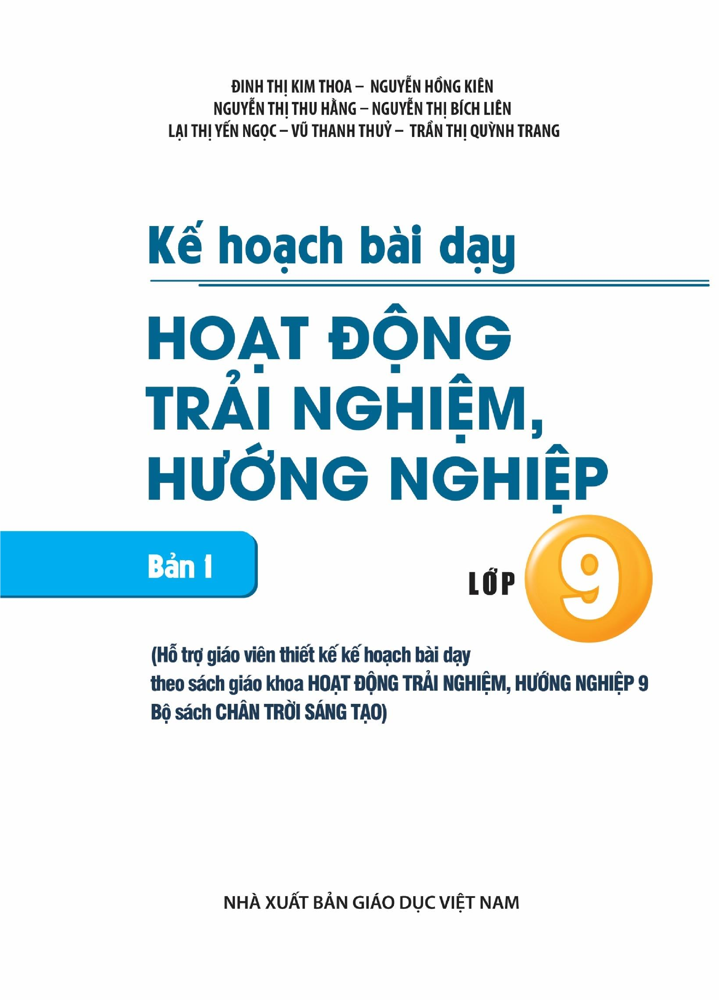 ĐINH THỊ KIM THOA – NGUYỄN HỒNG KIÊN
NGUYỄN THỊ THU HẰNG – NGUYỄN THỊ BÍCH LIÊN
LẠI THỊ YẾN NGỌC – VŨ THANH THUỶ – TRẦN THỊ QUỲNH TRANG
Kế hoạch bài dạy
HOẠT ĐỘNG
TRẢI NGHIỆM,
HƯỚNG NGHIỆP
Bản 1
LỚP 9
(Hỗ trợ giáo viên thiết kế kế hoạch bài dạy
theo sách giáo khoa HOẠT ĐỘNG TRẢI NGHIỆM, HƯỚNG NGHIỆP 9
Bộ sách CHÂN TRỜI SÁNG TẠO)
NHÀ XUẤT BẢN GIÁO DỤC VIỆT NAM